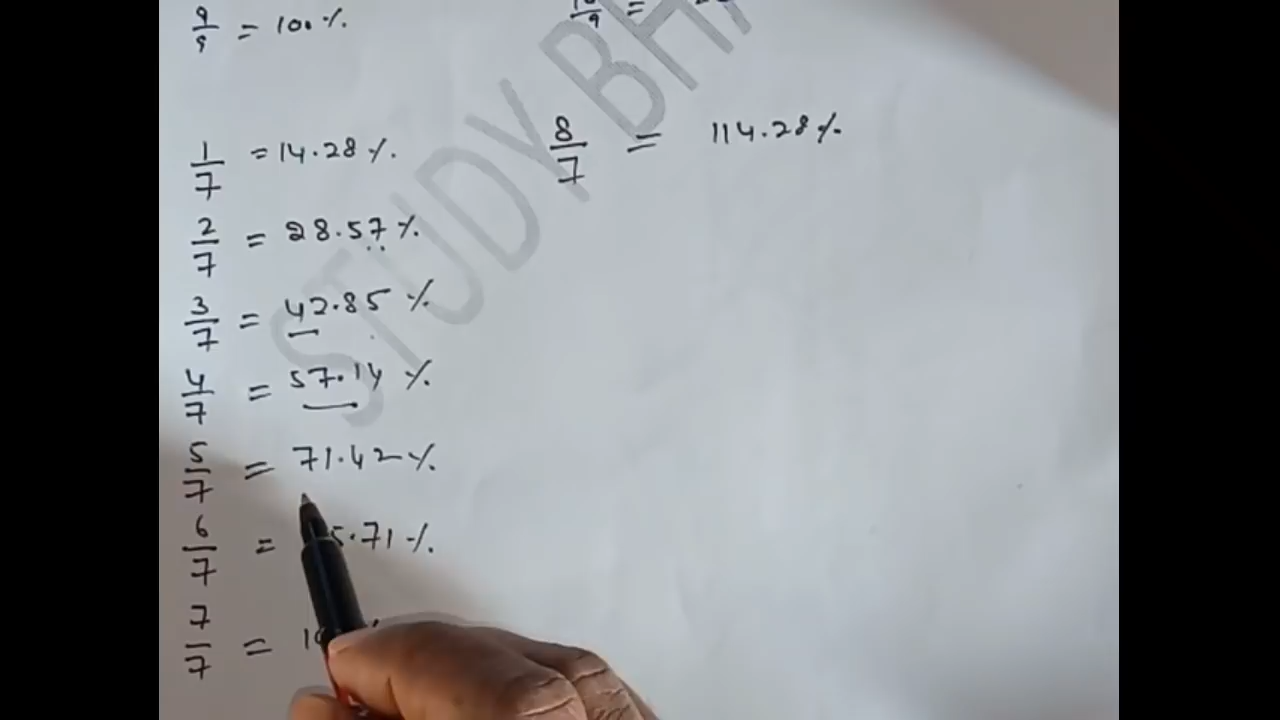 9/9 = 100%
1/7 = 14.28%
8/7 = 114.28%
2/7 = 28.57%
3/7 = 42.85%
4/7 = 57.14%
5/7 = 71.42%
6/7 = 5.71%
7/7 =
STUDY